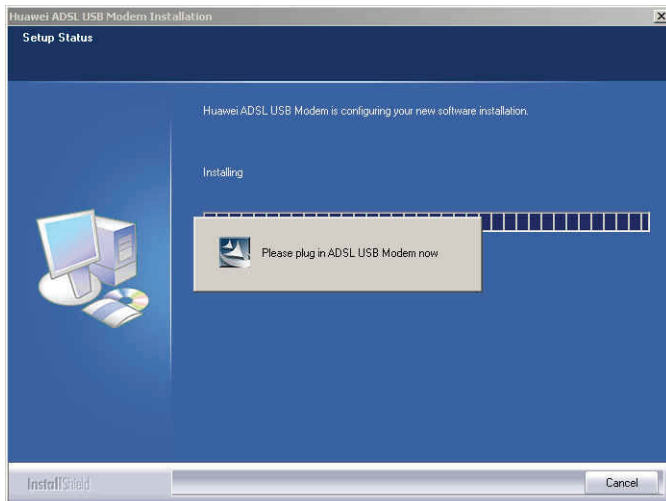 Huawei ADSL USB Modem Installation
Setup Status
Huawei ADSL USB Modem is configuring your new software installation.
Installing
Please plug in ADSL USB Modem now
InstallShield
Cancel